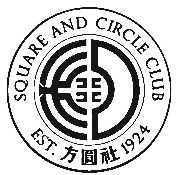 SQUARE AND CIRCLE CLUB
EST. 方圓社 1924